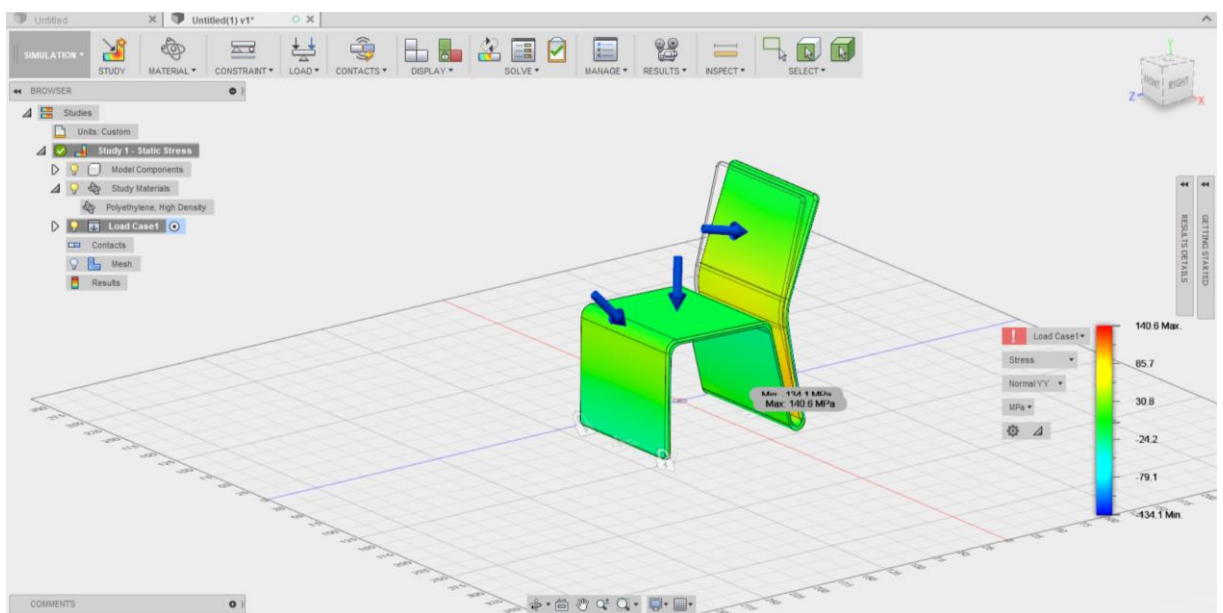 Untitled
Untitled(1) v1*
SIMULATION
STUDY
MATERIAL
CONSTRAINT
LOAD
CONTACTS
DISPLAY
SOLVE
MANAGE
RESULTS
INSPECT
SELECT
BROWSER
Studies
Units: Custom
Study 1 - Static Stress
Model Components
Study Materials
Polyethylene, High Density
Load Case1
Contacts
Mesh
Results
FRONT
RIGHT
Z
X
Y
RESULTS DETAILS
GETTING STARTED
Min: -134.1 MPa
Max: 140.6 MPa
Load Case1
Stress
Normal YY
MPa
140.6 Max.
85.7
30.8
-24.2
-79.1
-134.1 Min.
COMMENTS